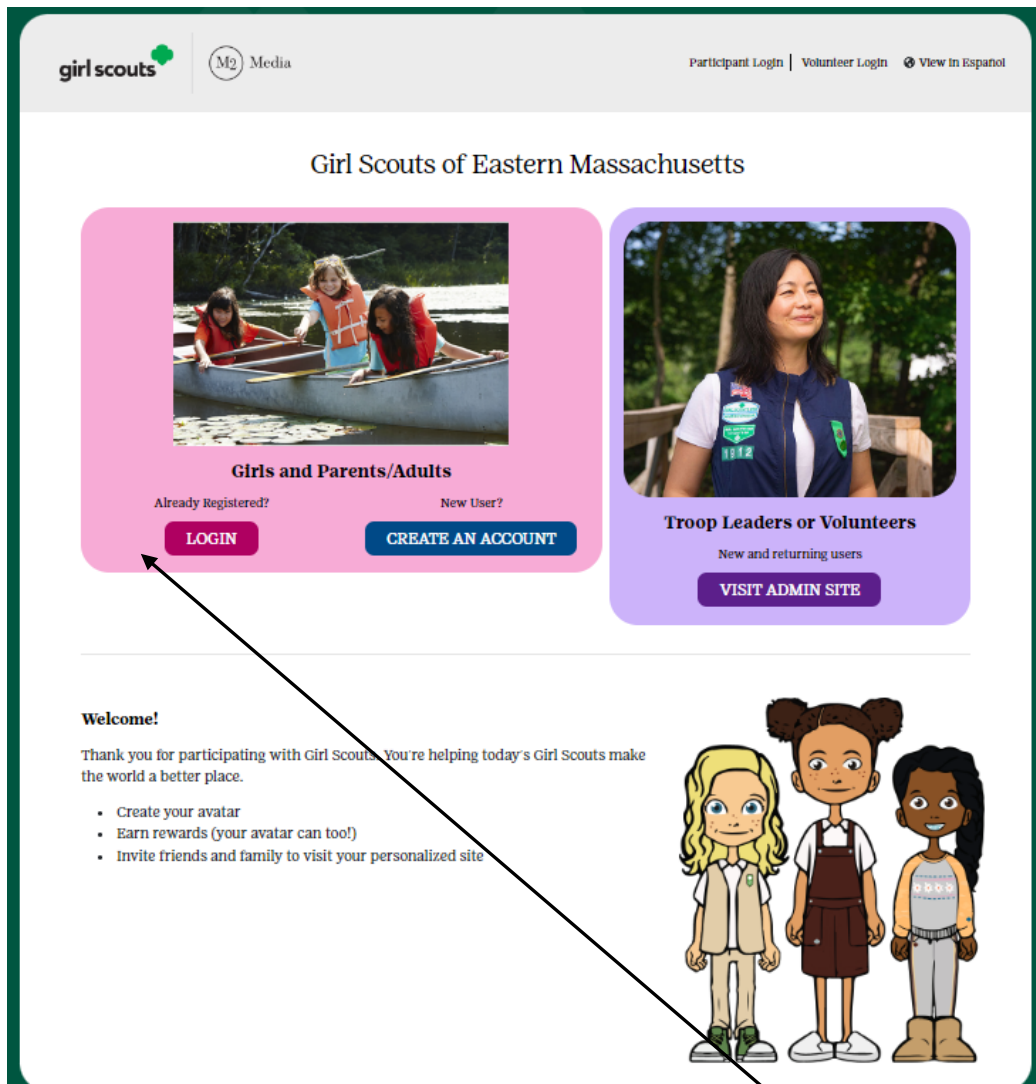 girl scouts
M2 Media
Participant Login | Volunteer Login View in Español
Girl Scouts of Eastern Massachusetts
Girls and Parents/Adults
Already Registered?
New User?
LOGIN
CREATE AN ACCOUNT
1912
Troop Leaders or Volunteers
New and returning users
VISIT ADMIN SITE
Welcome!
Thank you for participating with Girl Scouts. You're helping today's Girl Scouts make
the world a better place.
• Create your avatar
• Earn rewards (your avatar can too!)
• Invite friends and family to visit your personalized site